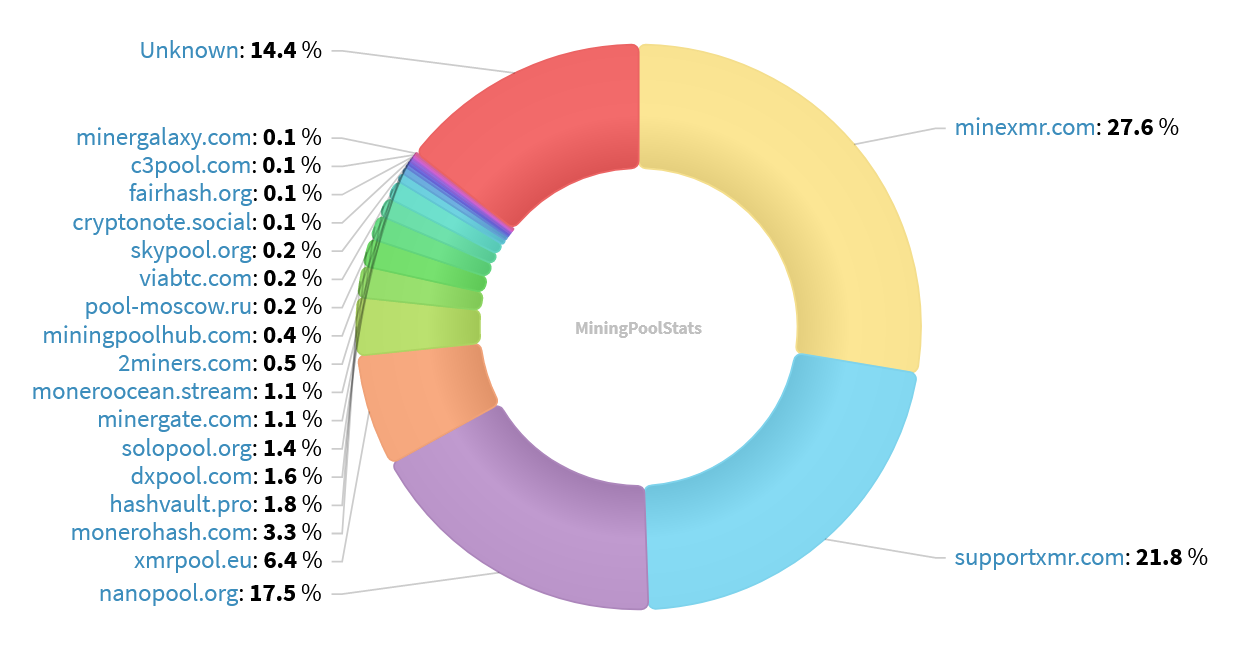 Unknown: 14.4 %
minergalaxy.com: 0.1 %
c3pool.com: 0.1 %
fairhash.org: 0.1 %
cryptonote.social: 0.1 %
skypool.org: 0.2 %
viabtc.com: 0.2 %
pool-moscow.ru: 0.2 %
miningpoolhub.com: 0.4 %
2miners.com: 0.5 %
moneroocean.stream: 1.1 %
minergate.com: 1.1 %
solopool.org: 1.4 %
dxpool.com: 1.6 %
hashvault.pro: 1.8 %
monerohash.com: 3.3 %
xmrpool.eu: 6.4 %
nanopool.org: 17.5 %
MiningPoolStats
minexmr.com: 27.6 %
supportxmr.com: 21.8 %